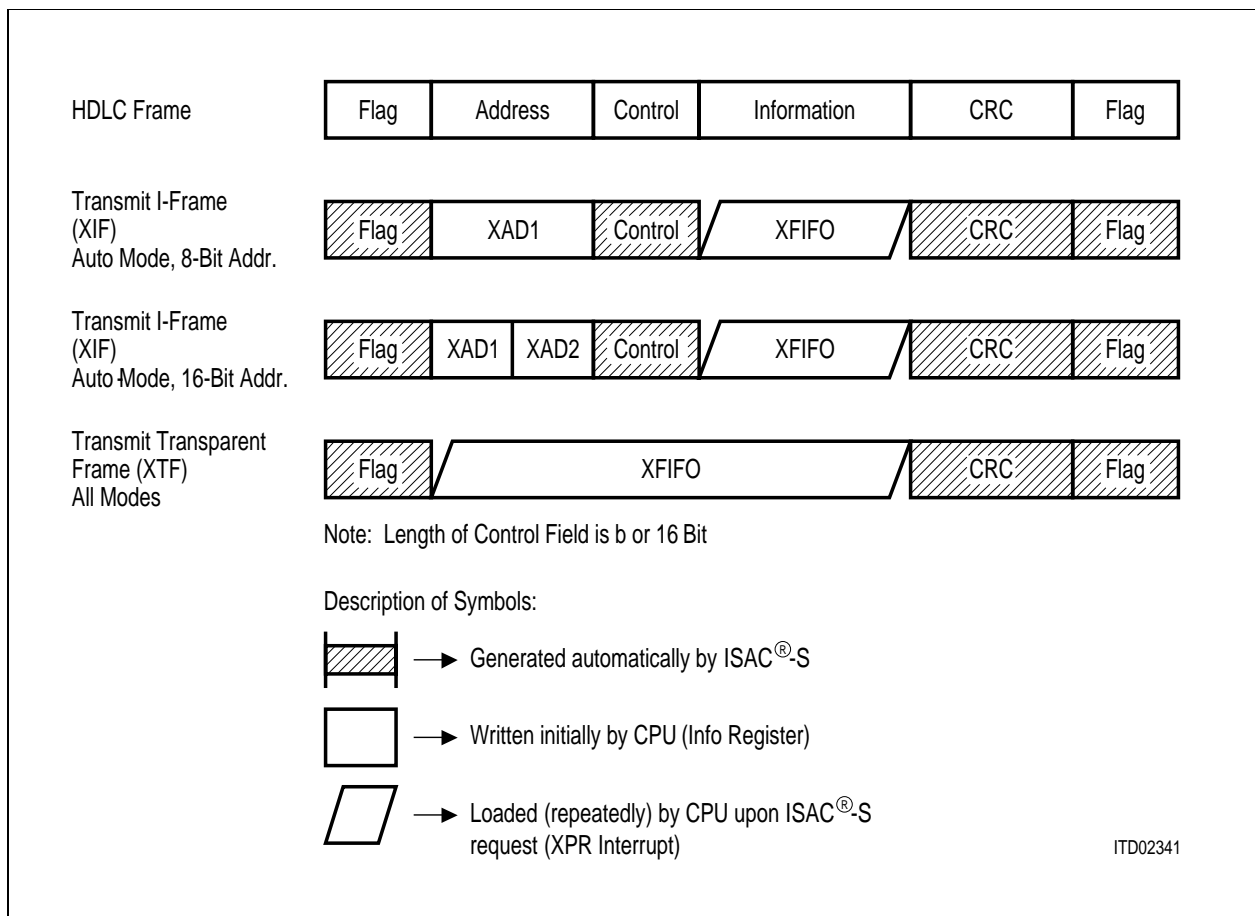 HDLC Frame
Flag Address Control Information CRC Flag
Transmit I-Frame
(XIF)
Auto Mode, 8-Bit Addr.
Flag XAD1 Control XFIFO CRC Flag
Transmit I-Frame
(XIF)
Auto-Mode, 16-Bit Addr.
Flag XAD1 XAD2 Control XFIFO CRC Flag
Transmit Transparent
Frame (XTF)
All Modes
Flag XFIFO CRC Flag
Note: Length of Control Field is b or 16 Bit
Description of Symbols:
Generated automatically by ISAC®-S
Written initially by CPU (Info Register)
Loaded (repeatedly) by CPU upon ISAC®-S
request (XPR Interrupt)
ITD02341